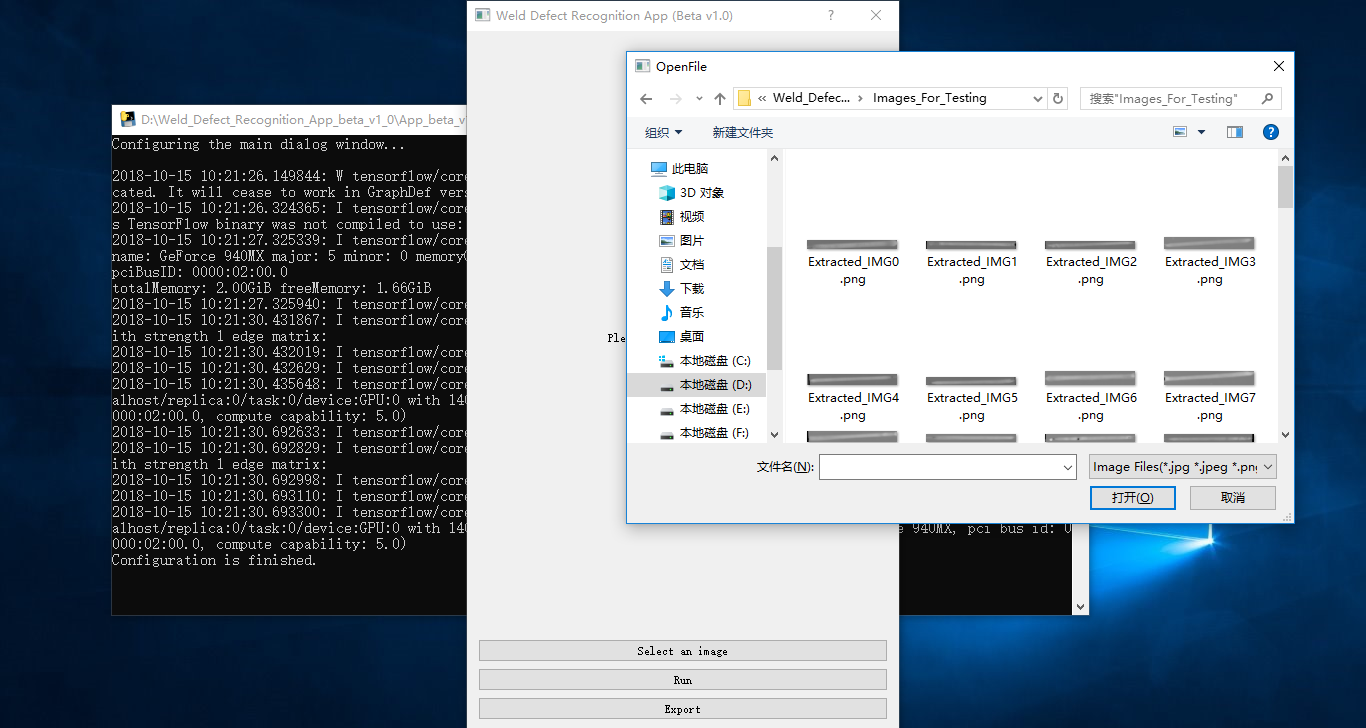 Weld Defect Recognition App (Beta v1.0)
?
D:\Weld_Defect_Recognition_App_beta_v1_0\App_beta_v
Configuring the main dialog window...
2018-10-15 10:21:26.149844: W tensorflow/core
cated. It will cease to work in GraphDef vers
2018-10-15 10:21:26.324365: I tensorflow/core
s TensorFlow binary was not compiled to use:
2018-10-15 10:21:27.325339: I tensorflow/core
name: GeForce 940MX major: 5 minor: 0 memoryC
pciBusID: 0000:02:00.0
totalMemory: 2.00GiB freeMemory: 1.66GiB
2018-10-15 10:21:27.325940: I tensorflow/core
2018-10-15 10:21:30.431867: I tensorflow/core
ith strength 1 edge matrix:
2018-10-15 10:21:30.432019: I tensorflow/core
2018-10-15 10:21:30.432629: I tensorflow/core
2018-10-15 10:21:30.435648: I tensorflow/core
alhost/replica:0/task:0/device:GPU:0 with 140
000:02:00.0, compute capability: 5.0)
2018-10-15 10:21:30.692633: I tensorflow/core
2018-10-15 10:21:30.692829: I tensorflow/core
ith strength 1 edge matrix:
2018-10-15 10:21:30.692998: I tensorflow/core
2018-10-15 10:21:30.693110: I tensorflow/core
2018-10-15 10:21:30.693300: I tensorflow/core
alhost/replica:0/task:0/device:GPU:0 with 140
e 940MX, pci bus id: 0
000:02:00.0, compute capability: 5.0)
Configuration is finished.
Ple
OpenFile
« Weld_Defec... › Images_For_Testing
搜索"Images_For_Testing"
组织
新建文件夹
?
此电脑
3D 对象
视频
图片
文档
下载
音乐
桌面
本地磁盘 (C:)
本地磁盘 (D:)
本地磁盘 (E:)
本地磁盘 (F:)
Extracted_IMG0
.png
Extracted_IMG1
.png
Extracted_IMG2
.png
Extracted_IMG3
.png
Extracted_IMG4
.png
Extracted_IMG5
.png
Extracted_IMG6
.png
Extracted_IMG7
.png
文件名(N):
Image Files(*.jpg *.jpeg *.png
打开(O)
取消
Select an image
Run
Export